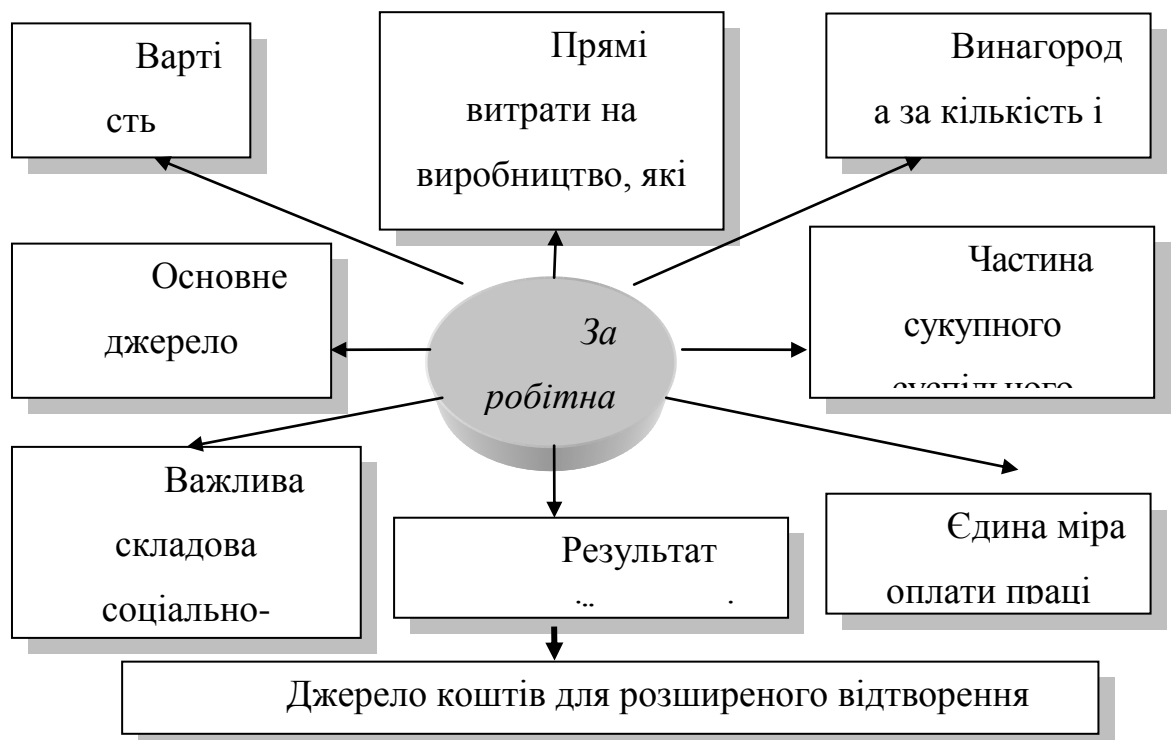 Варті
сть
Прямі
витрати на
виробництво, які
Винагород
а за кількість і
Основне
джерело
За
робітна
Частина
сукупного
суспільного
Важлива
складова
соціально-
Результат
Єдина міра
оплати праці
Джерело коштів для розширеного відтворення